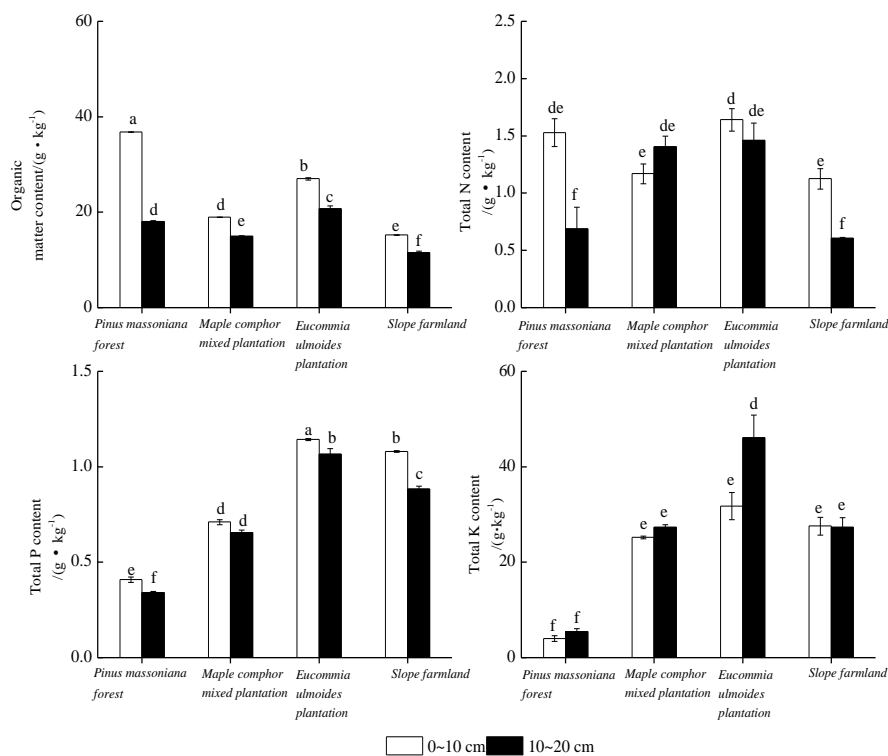 60
40
20
0
Organic
matter content/(g • kg-1)
a
d
d
e
b
c
e
f
Pinus massoniana
forest
Maple comphor
mixed plantation
Eucommia
ulmoides
plantation
Slope farmland
2.5
2.0
1.5
1.0
0.5
0.0
Total N content
/(g • kg-1)
de
f
e
de
d
de
e
f
Pinus massoniana
forest
Maple comphor
mixed plantation
Eucommia
ulmoides
plantation
Slope farmland
1.5
1.0
0.5
0.0
Total P content
/(g • kg-1)
e
f
d
d
a
b
b
c
Pinus massoniana
forest
Maple comphor
mixed plantation
Eucommia
ulmoides
plantation
Slope farmland
60
40
20
0
Total K content
/(g·kg-1)
f
f
e
e
e
d
e
e
Pinus massoniana
forest
Maple comphor
mixed plantation
Eucommia
ulmoides
plantation
Slope farmland
0~10 cm
10~20 cm